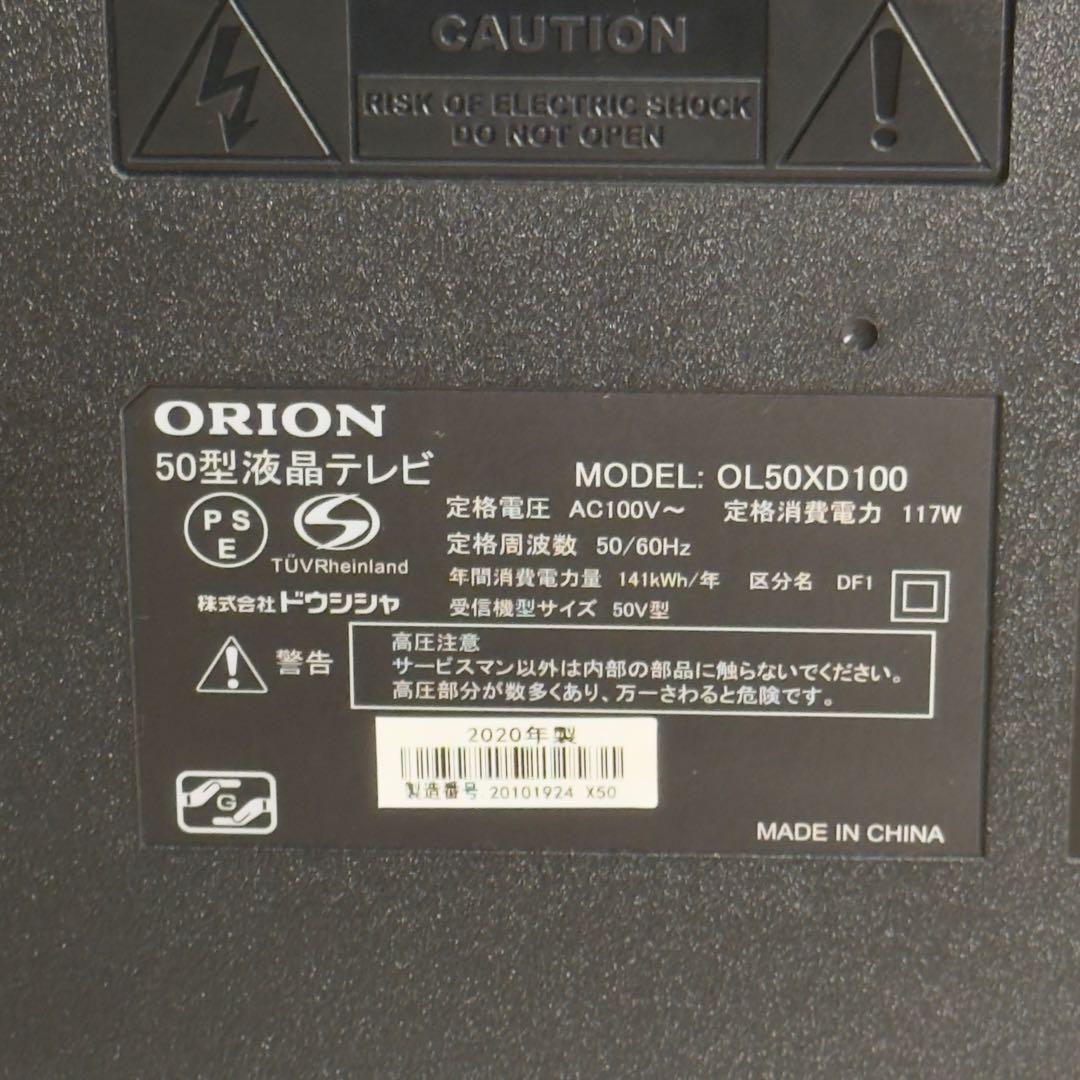 CAUTION
RISK OF ELECTRIC SHOCK
DO NOT OPEN
ORION
50型液晶テレビ
MODEL: OL50XD100
定格電圧 AC100V～ 定格消費電力 117W
PS
E
TÜVRheinland
定格周波数 50/60Hz
年間消費電力量 141kWh/年 区分名 DF1
株式会社ドウシシャ
受信機型サイズ 50V型
警告
高圧注意
サービスマン以外は内部の部品に触らないでください。
高圧部分が数多くあり、万一さわると危険です。
2020年製
製造番号 20101924 X50
G
MADE IN CHINA